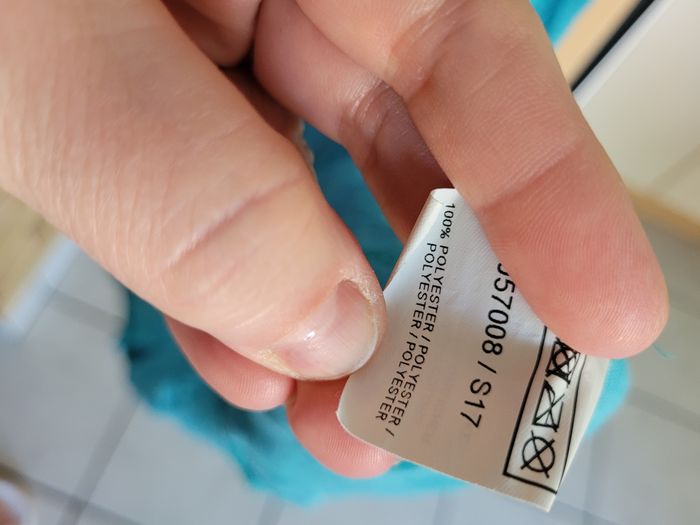 57008 / S17
100% POLYESTER / POLYESTER /
POLYESTER / POLYESTER